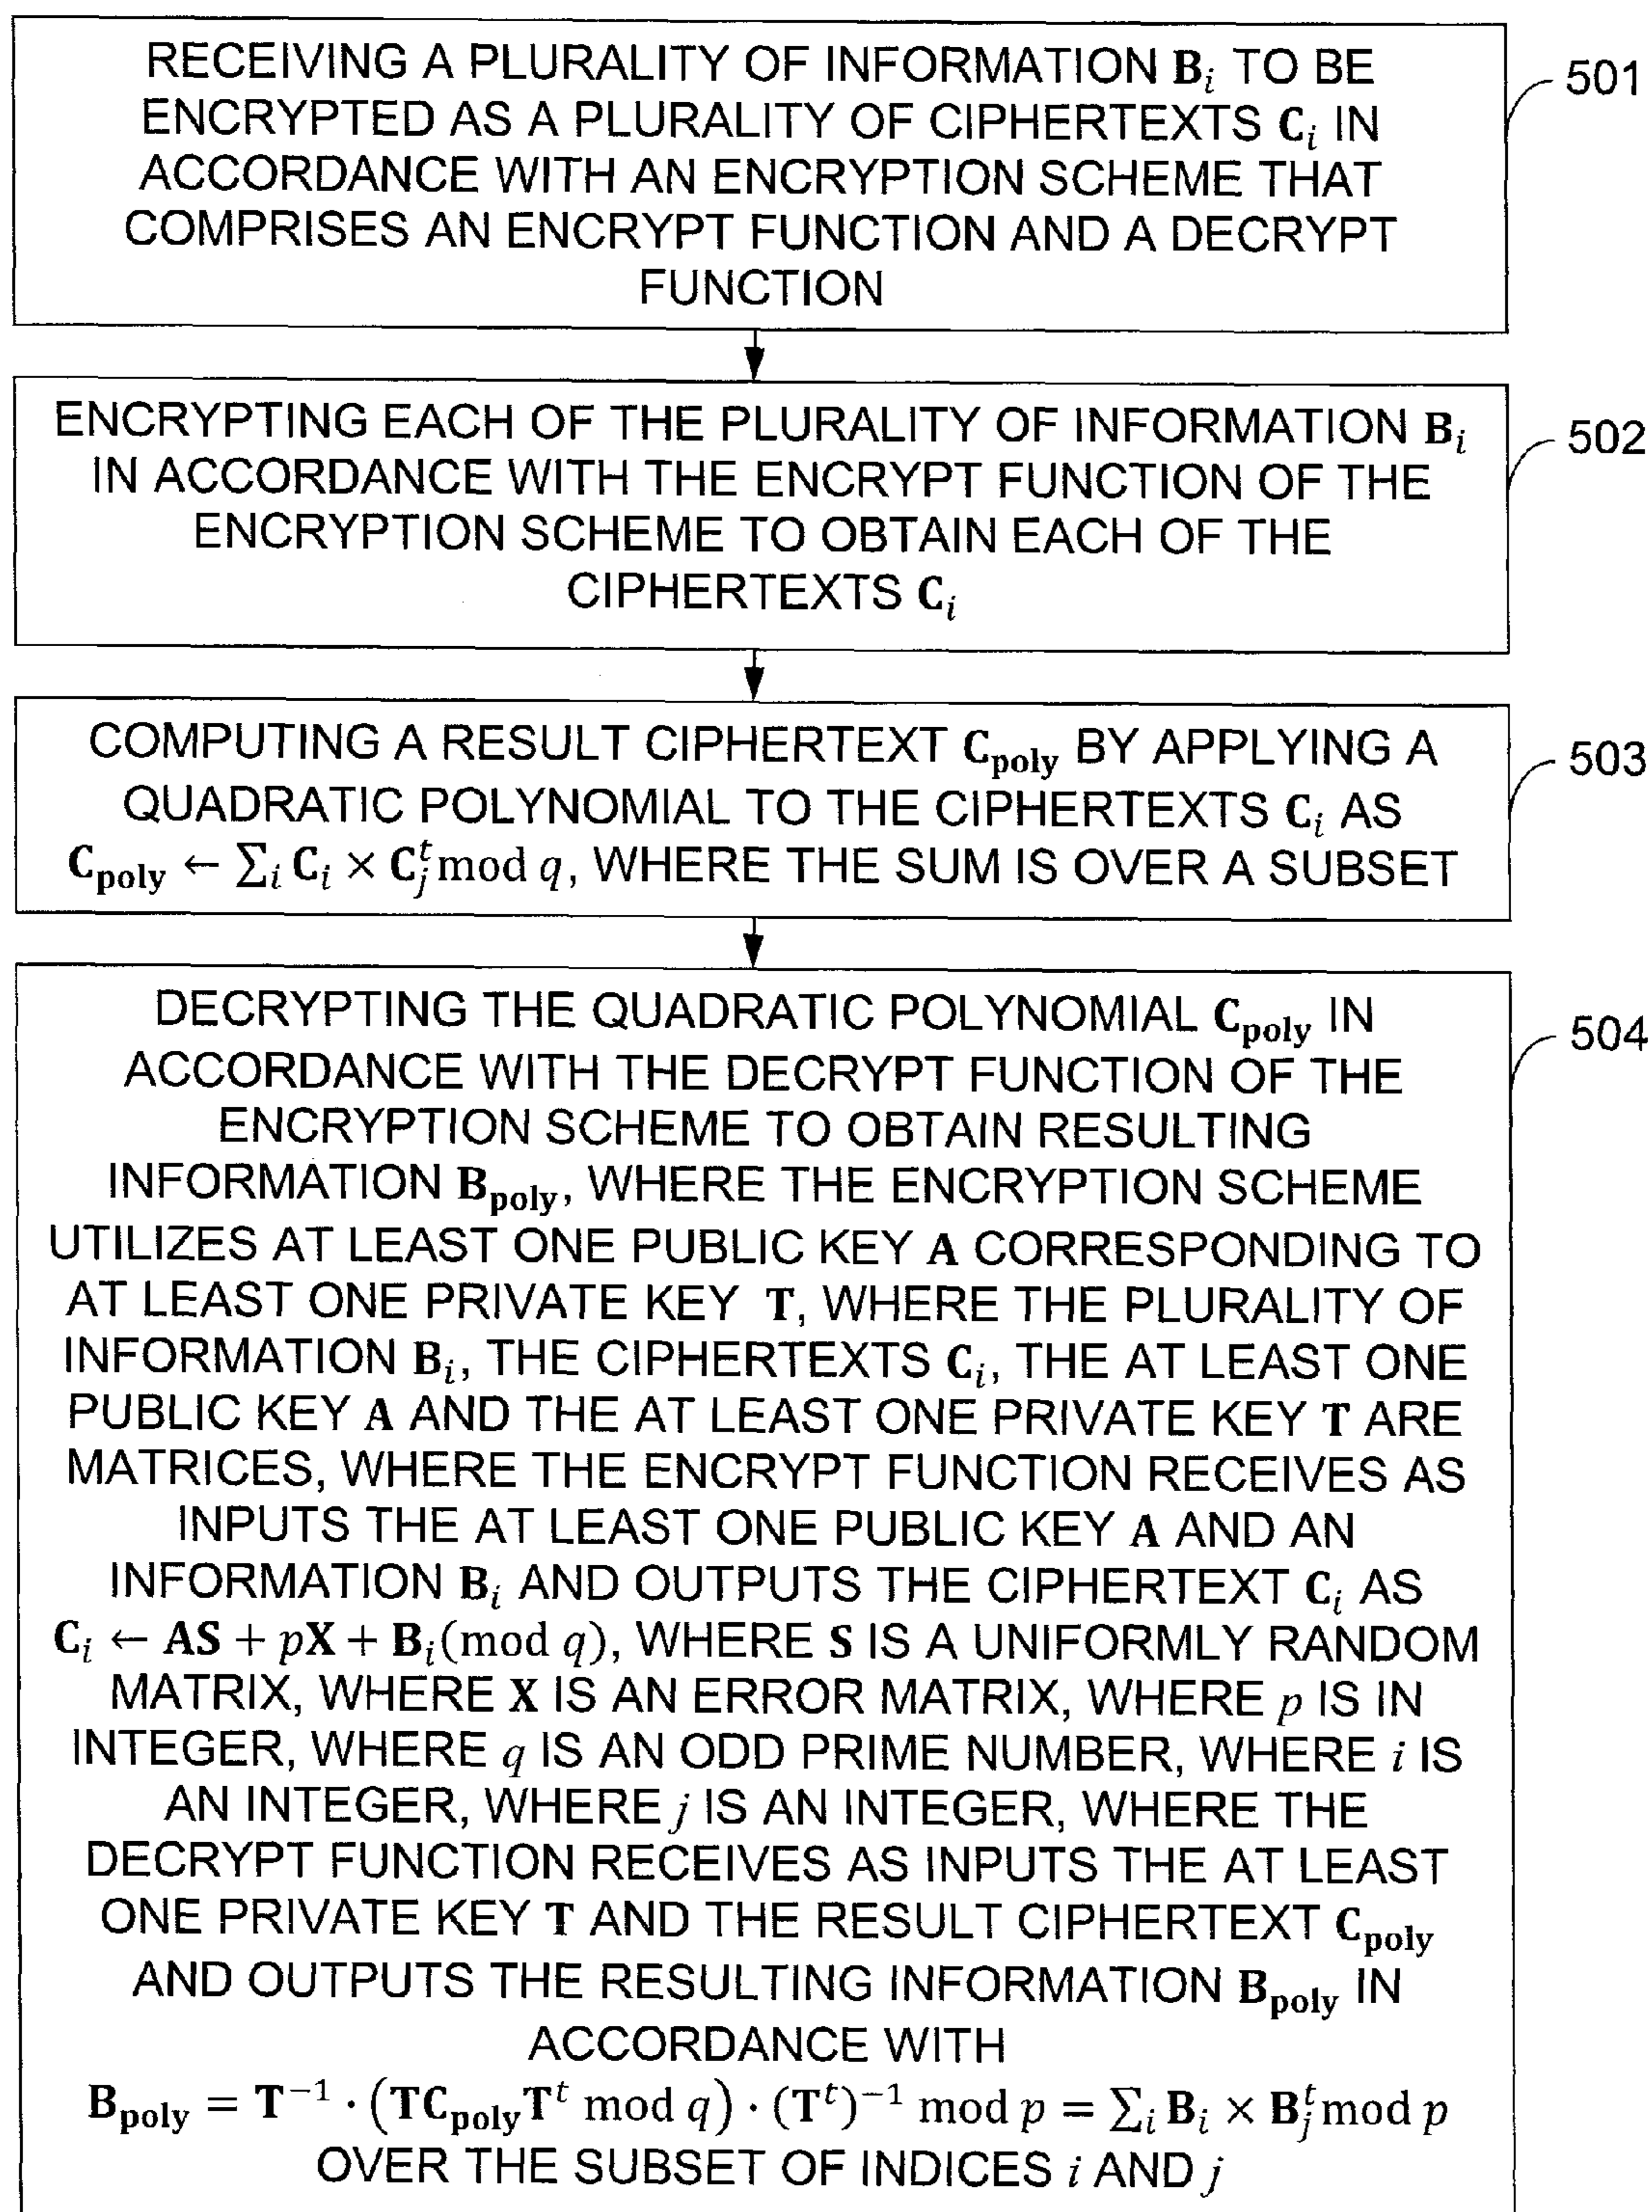 RECEIVING A PLURALITY OF INFORMATION Bᵢ TO BE
ENCRYPTED AS A PLURALITY OF CIPHERTEXTS Cᵢ IN
ACCORDANCE WITH AN ENCRYPTION SCHEME THAT
COMPRISES AN ENCRYPT FUNCTION AND A DECRYPT
FUNCTION
501
ENCRYPTING EACH OF THE PLURALITY OF INFORMATION Bᵢ
IN ACCORDANCE WITH THE ENCRYPT FUNCTION OF THE
ENCRYPTION SCHEME TO OBTAIN EACH OF THE
CIPHERTEXTS Cᵢ
502
COMPUTING A RESULT CIPHERTEXT C_poly BY APPLYING A
QUADRATIC POLYNOMIAL TO THE CIPHERTEXTS Cᵢ AS
C_poly ← ∑ᵢ Cᵢ × Cⱼᵗ mod q, WHERE THE SUM IS OVER A SUBSET
503
DECRYPTING THE QUADRATIC POLYNOMIAL C_poly IN
ACCORDANCE WITH THE DECRYPT FUNCTION OF THE
ENCRYPTION SCHEME TO OBTAIN RESULTING
INFORMATION B_poly, WHERE THE ENCRYPTION SCHEME
UTILIZES AT LEAST ONE PUBLIC KEY A CORRESPONDING TO
AT LEAST ONE PRIVATE KEY T, WHERE THE PLURALITY OF
INFORMATION Bᵢ, THE CIPHERTEXTS Cᵢ, THE AT LEAST ONE
PUBLIC KEY A AND THE AT LEAST ONE PRIVATE KEY T ARE
MATRICES, WHERE THE ENCRYPT FUNCTION RECEIVES AS
INPUTS THE AT LEAST ONE PUBLIC KEY A AND AN
INFORMATION Bᵢ AND OUTPUTS THE CIPHERTEXT Cᵢ AS
Cᵢ ← AS + pX + Bᵢ(mod q), WHERE S IS A UNIFORMLY RANDOM
MATRIX, WHERE X IS AN ERROR MATRIX, WHERE p IS IN
INTEGER, WHERE q IS AN ODD PRIME NUMBER, WHERE i IS
AN INTEGER, WHERE j IS AN INTEGER, WHERE THE
DECRYPT FUNCTION RECEIVES AS INPUTS THE AT LEAST
ONE PRIVATE KEY T AND THE RESULT CIPHERTEXT C_poly
AND OUTPUTS THE RESULTING INFORMATION B_poly IN
ACCORDANCE WITH
B_poly = T⁻¹ · (TC_polyTᵗ mod q) · (Tᵗ)⁻¹ mod p = ∑ᵢ Bᵢ × Bⱼᵗ mod p
OVER THE SUBSET OF INDICES i AND j
504